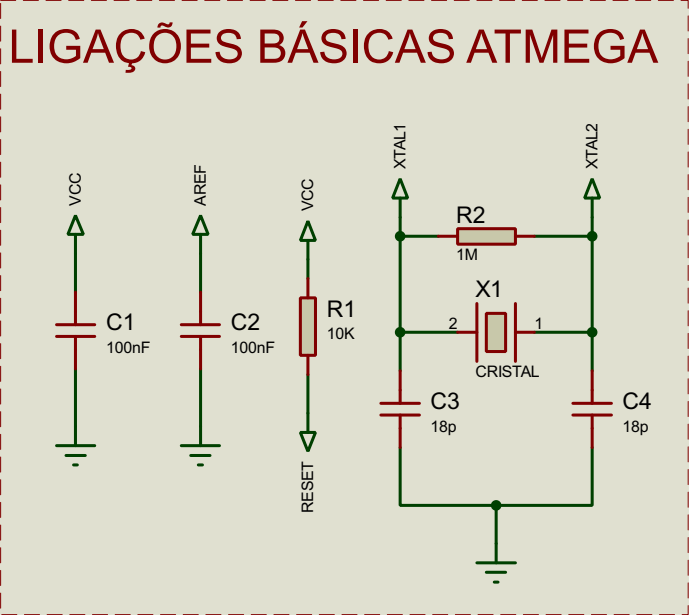 LIGAÇÕES BÁSICAS ATMEGA
VCC
C1
100nF
AREF
C2
100nF
VCC
R1
10K
RESET
XTAL1
XTAL2
R2
1M
X1
2
1
CRISTAL
C3
18p
C4
18p